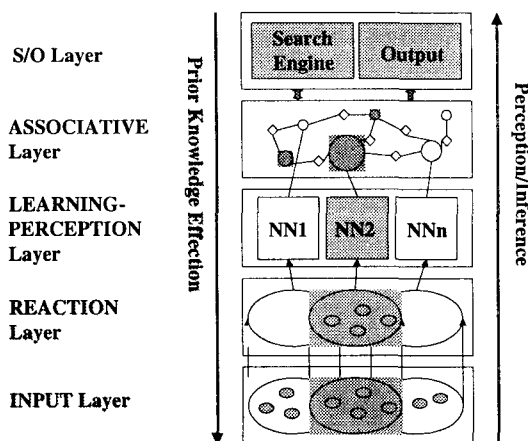 S/O Layer
Search
Engine
Output
ASSOCIATIVE
Layer
LEARNING-
PERCEPTION
Layer
NN1
NN2
NNn
REACTION
Layer
INPUT Layer
Prior Knowledge Effection
Perception/Inference